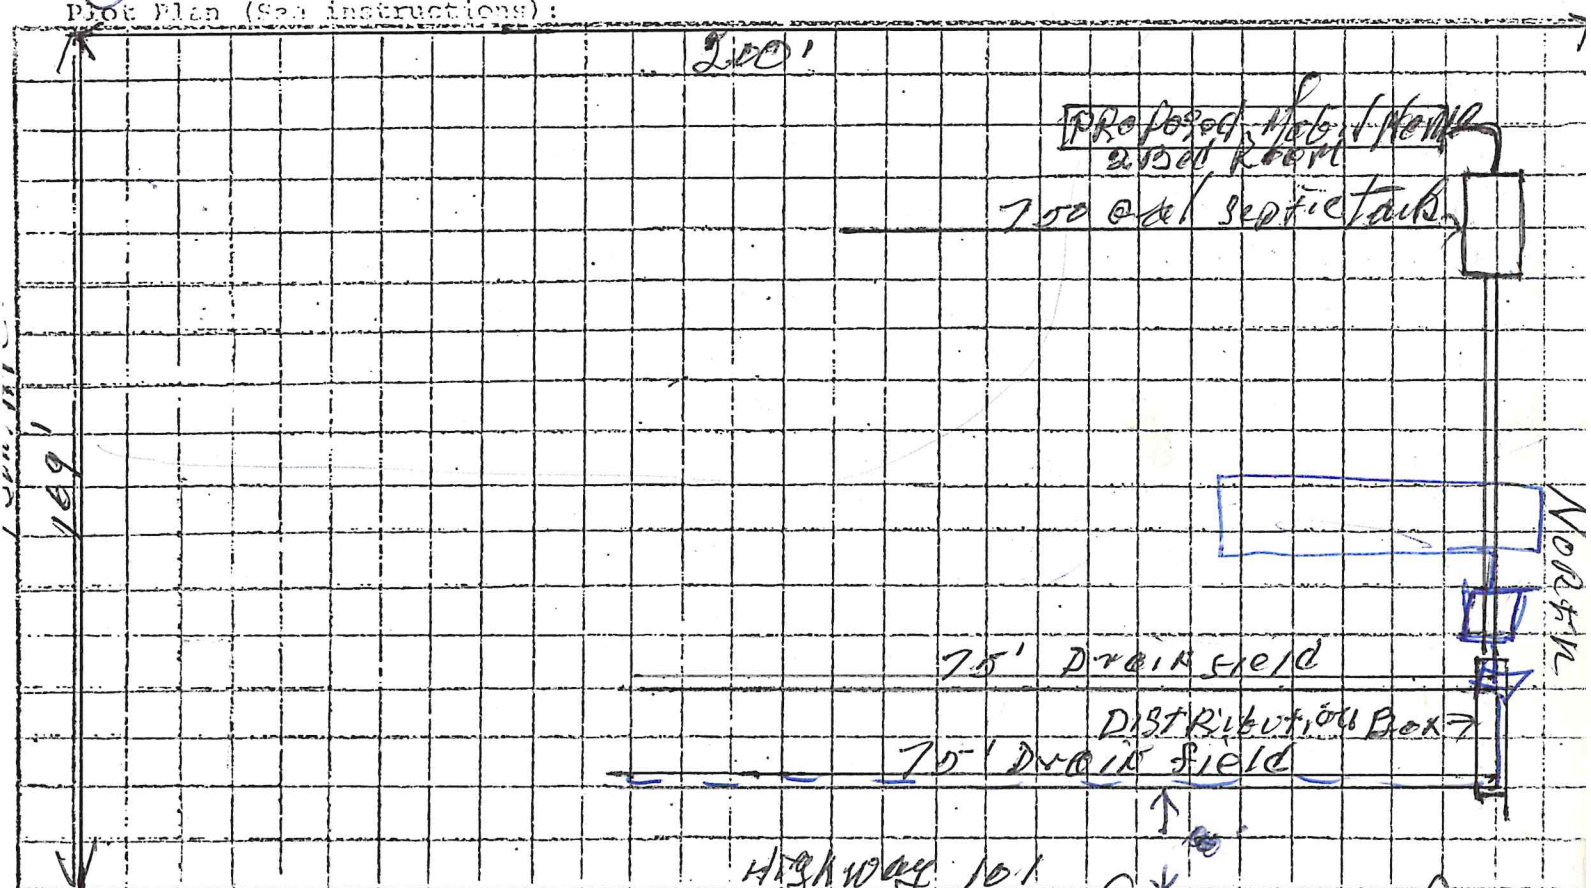 Plot Plan (See instructions):
200'
PRoposed Mobil Home
2 Bed Room
750 Gal Septic Tank
169'
North
75' Drain field
DISTRibution Box
75' Drain field
Highway 101